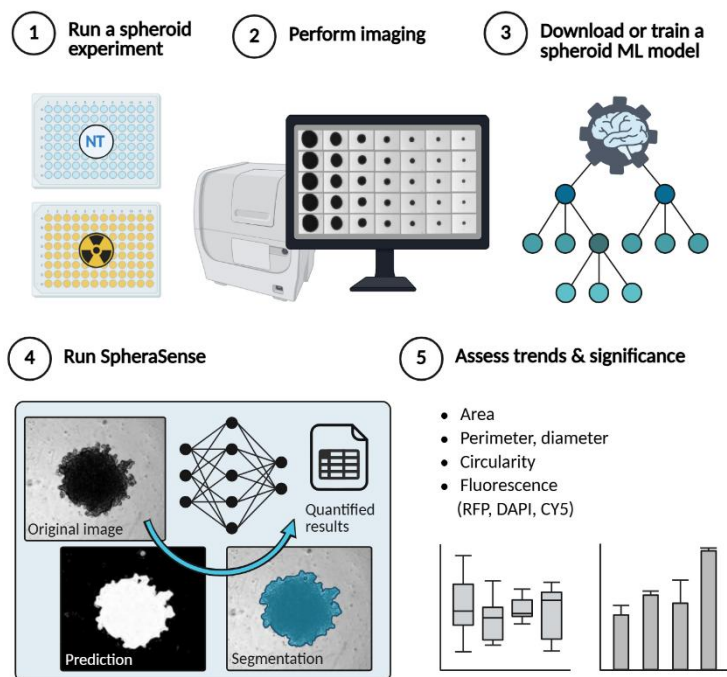 1
Run a spheroid
experiment
NT
2
Perform imaging
3
Download or train a
spheroid ML model
4
Run SpheraSense
Original image
Quantified
results
Prediction
Segmentation
5
Assess trends & significance
• Area
• Perimeter, diameter
• Circularity
• Fluorescence
(RFP, DAPI, CY5)